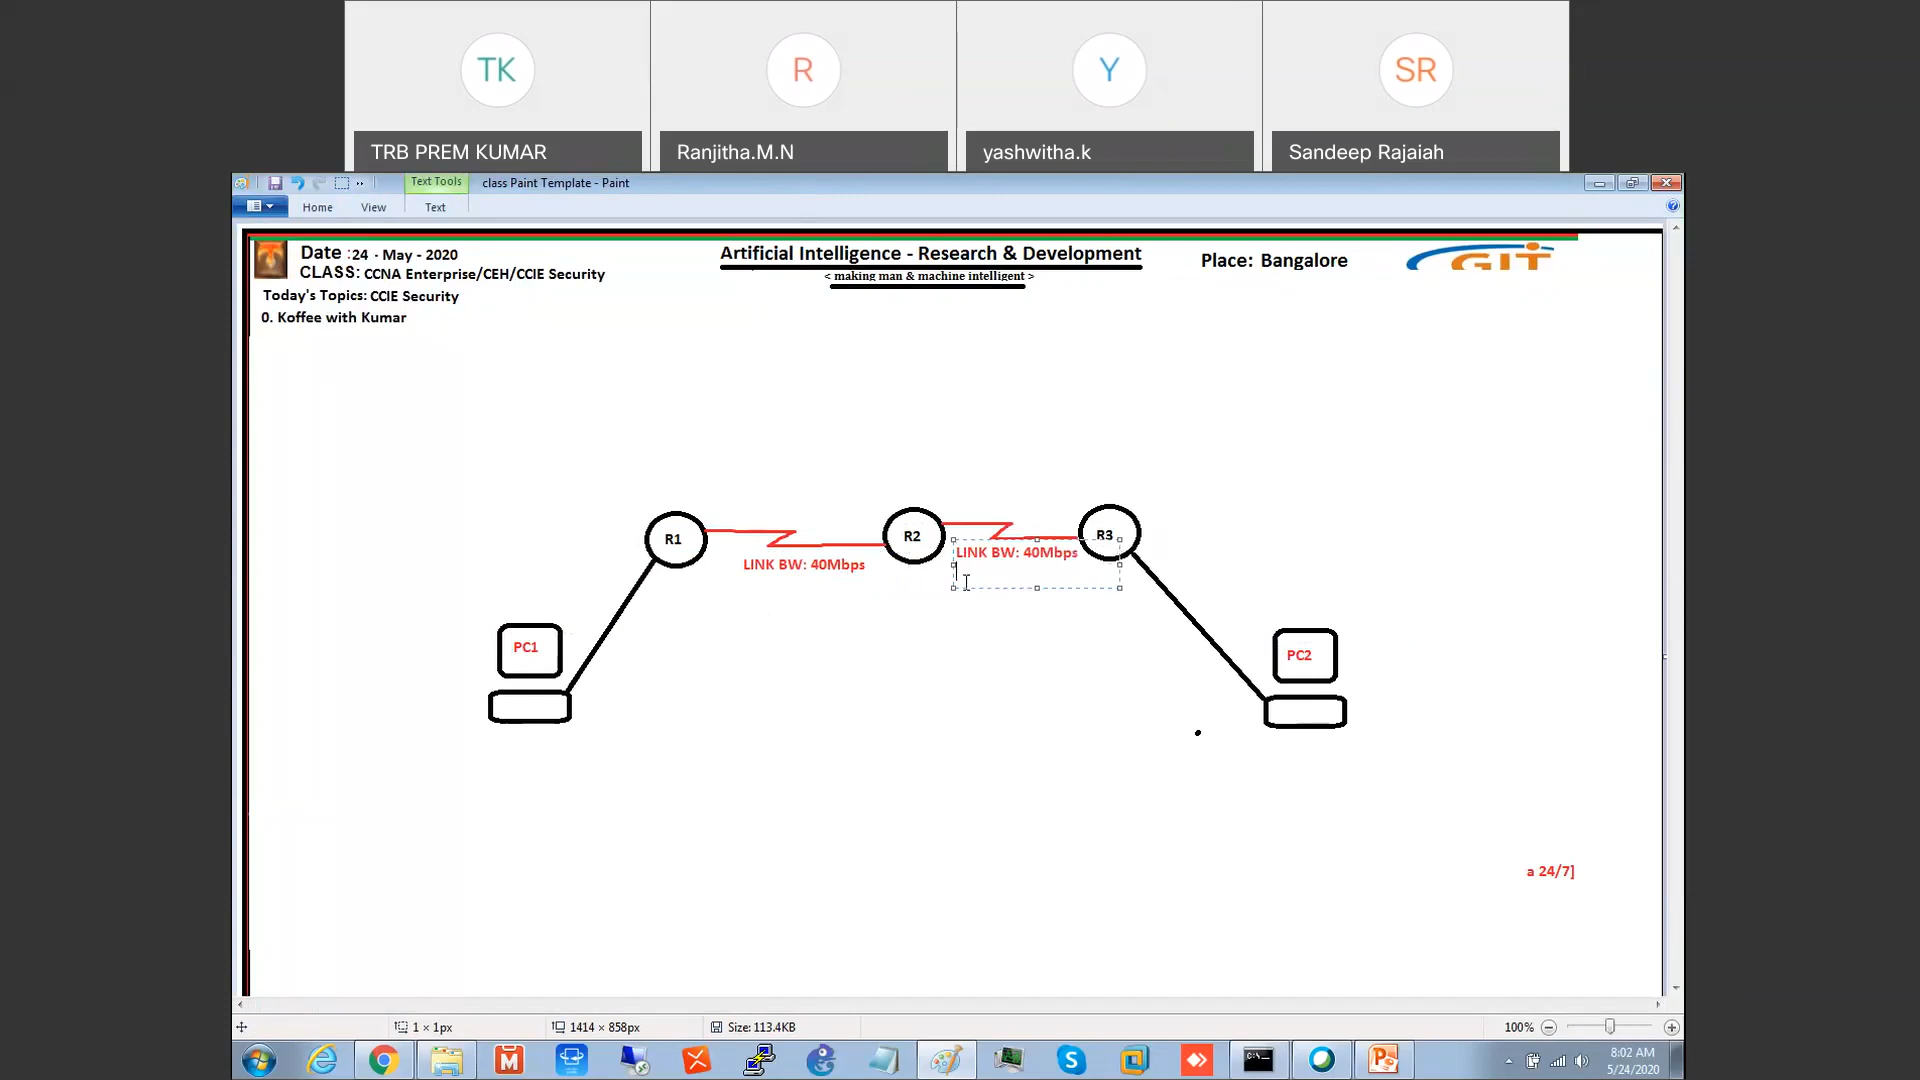 TK
R
Y
SR
TRB PREM KUMAR
Ranjitha.M.N
yashwitha.k
Sandeep Rajaiah
Text Tools
class Paint Template - Paint
Home
View
Text
Date : 24 - May - 2020
CLASS: CCNA Enterprise/CEH/CCIE Security
Today's Topics: CCIE Security
0. Koffee with Kumar
Artificial Intelligence - Research & Development
< making man & machine intelligent >
Place: Bangalore
GIT
R1
R2
R3
LINK BW: 40Mbps
LINK BW: 40Mbps
PC1
PC2
a 24/7]
1 × 1px
1414 × 858px
Size: 113.4KB
100%
8:02 AM
5/24/2020